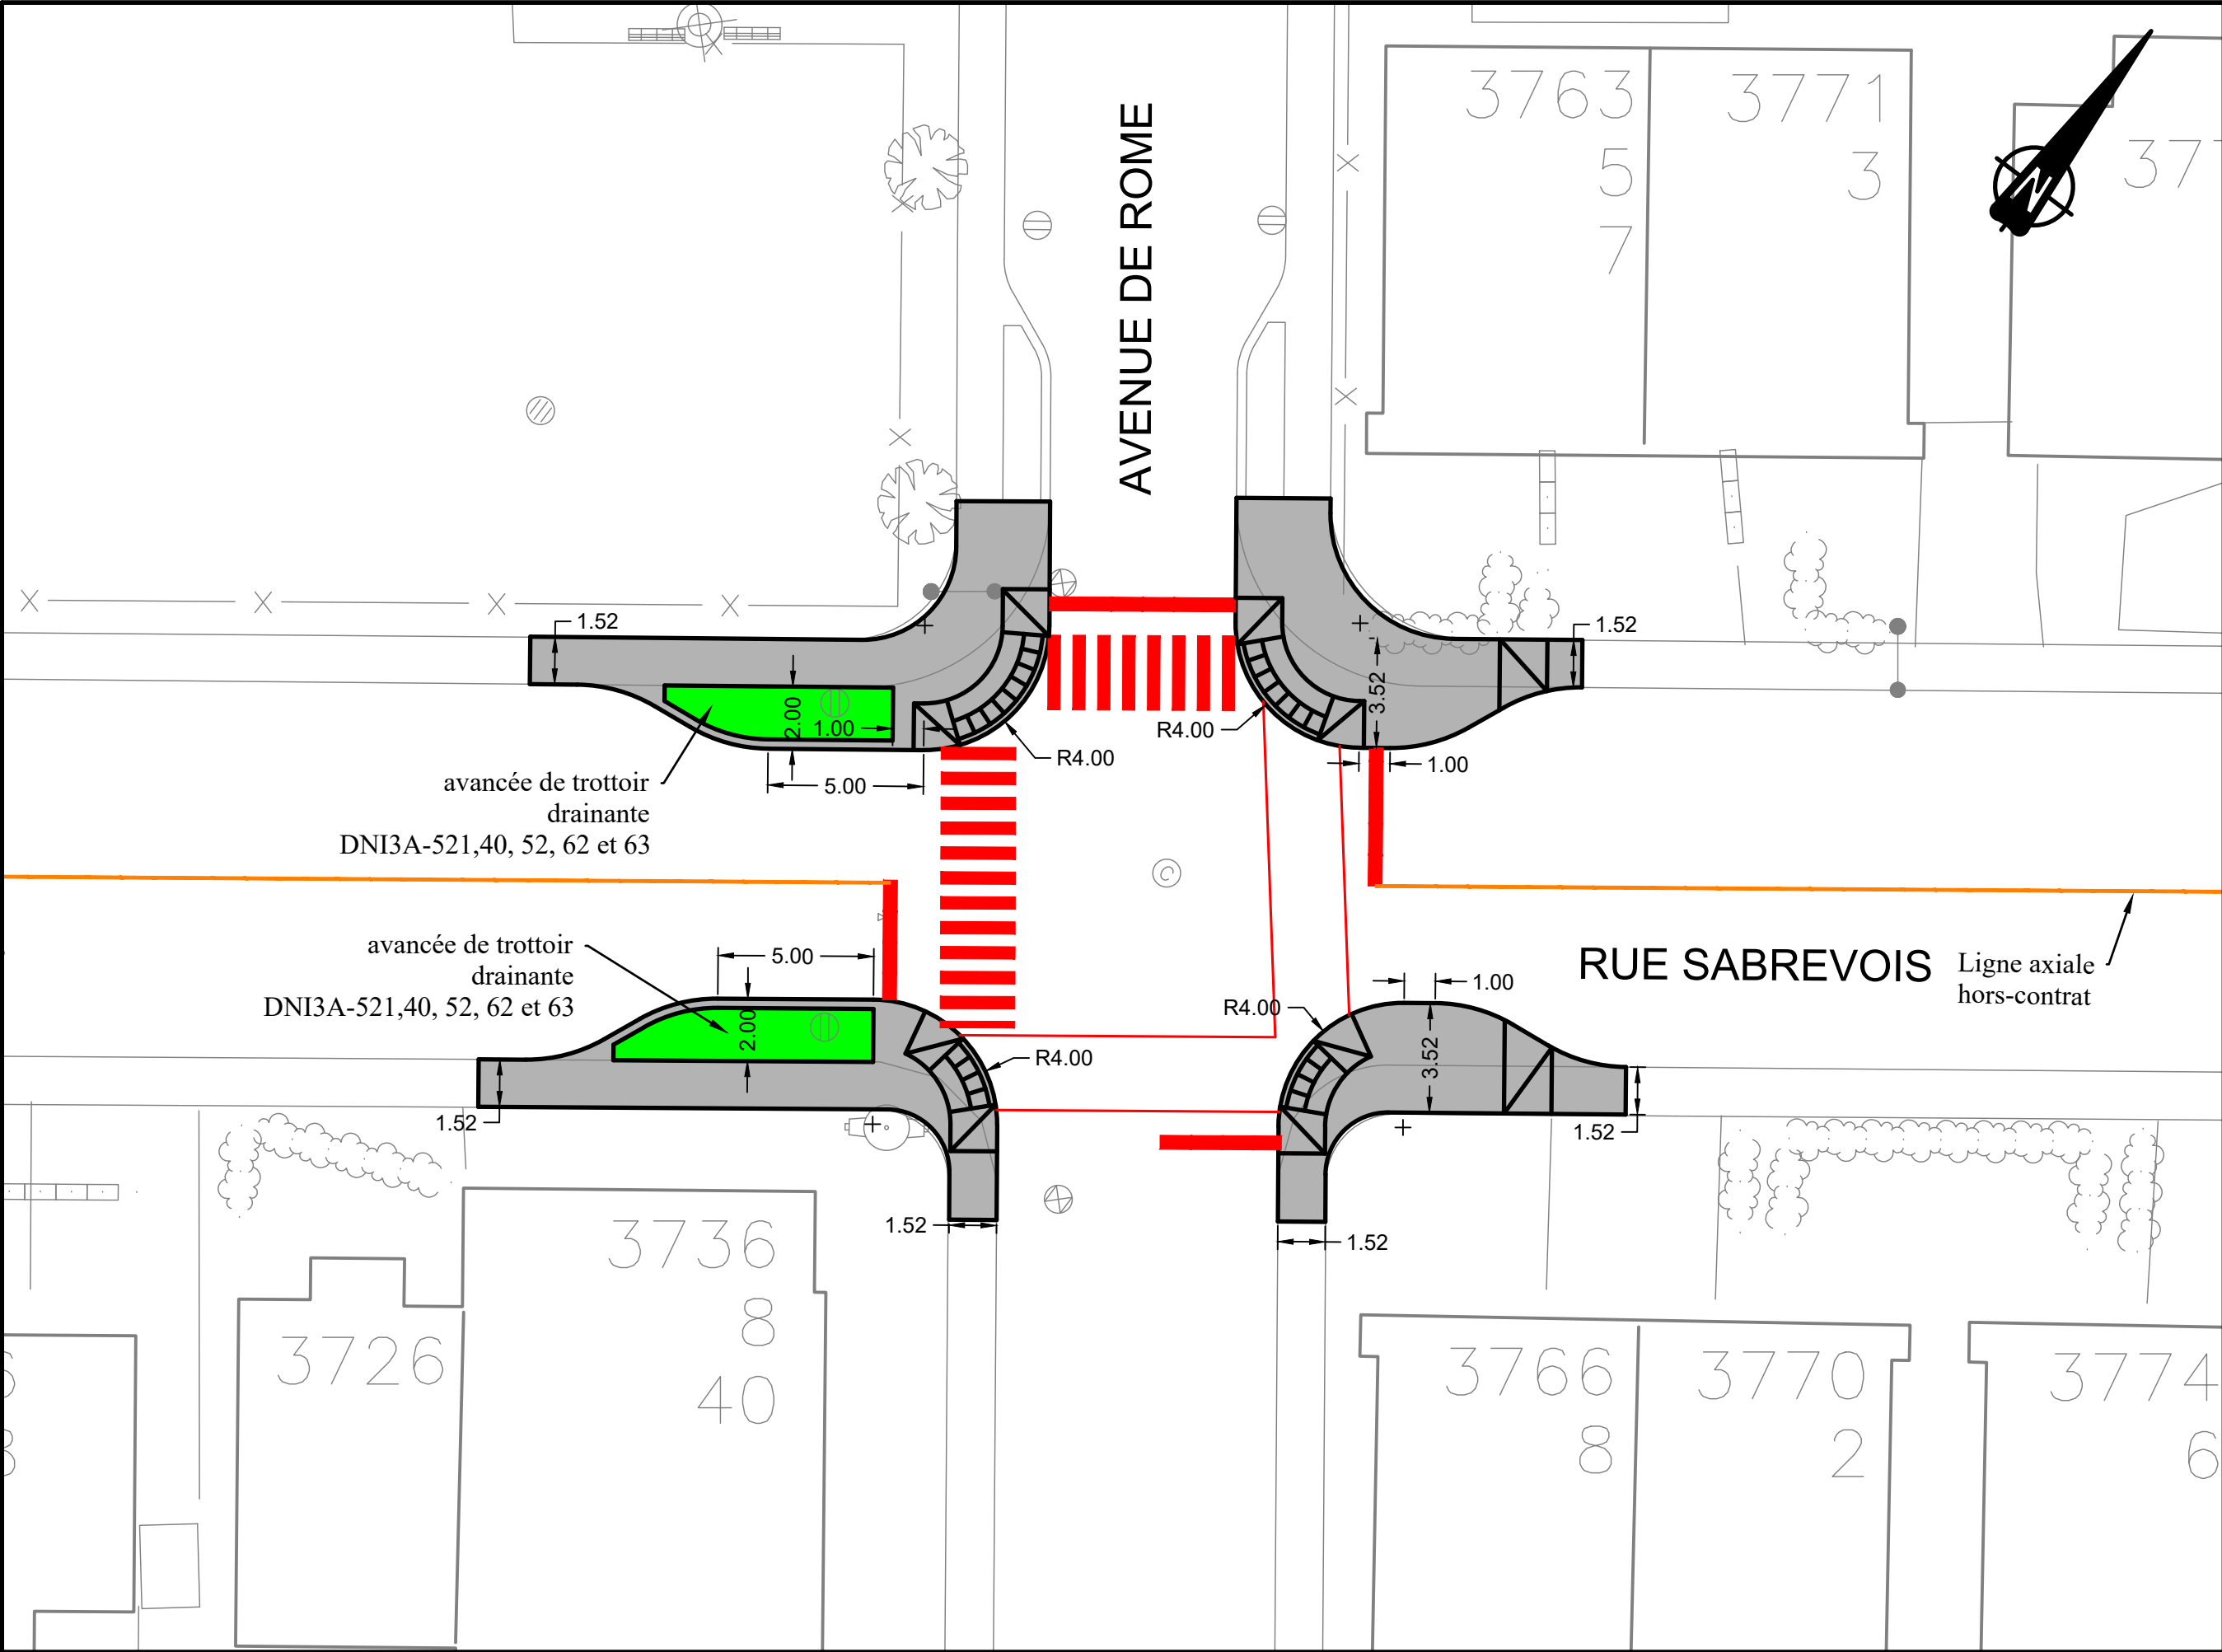 AVENUE DE ROME
3763
5
7
3771
3
377
N
1.52
1.52
2.00
1.00
3.52
R4.00
R4.00
1.00
5.00
avancée de trottoir
drainante
DNI3A-521,40, 52, 62 et 63
avancée de trottoir
drainante
DNI3A-521,40, 52, 62 et 63
5.00
2.00
RUE SABREVOIS
Ligne axiale
hors-contrat
1.00
R4.00
R4.00
3.52
1.52
1.52
1.52
1.52
3736
8
40
3726
3766
8
3770
2
3774
6